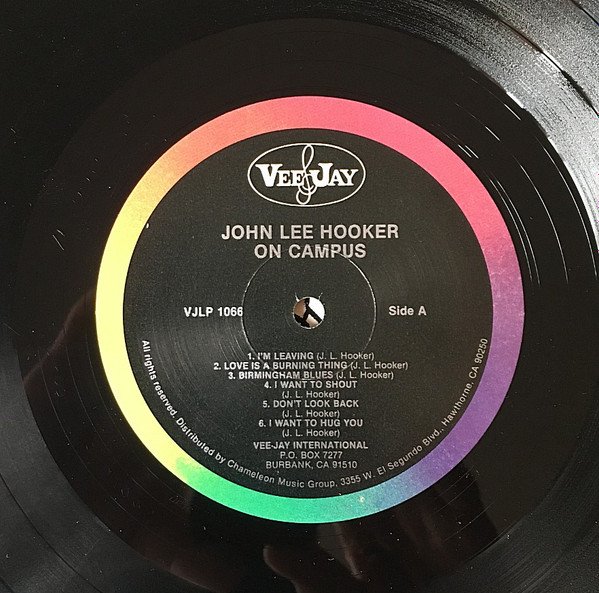 VEE JAY
JOHN LEE HOOKER
ON CAMPUS
VJLP 1066
Side A
1. I'M LEAVING (J. L. Hooker)
2. LOVE IS A BURNING THING (J. L. Hooker)
3. BIRMINGHAM BLUES (J. L. Hooker)
4. I WANT TO SHOUT
(J. L. Hooker)
5. DON'T LOOK BACK
(J. L. Hooker)
6. I WANT TO HUG YOU
(J. L. Hooker)
VEE-JAY INTERNATIONAL
P.O. BOX 7277
BURBANK, CA 91510
All rights reserved. Distributed by Chameleon Music Group, 3355 W. El Segundo Blvd., Hawthorne, CA 90250